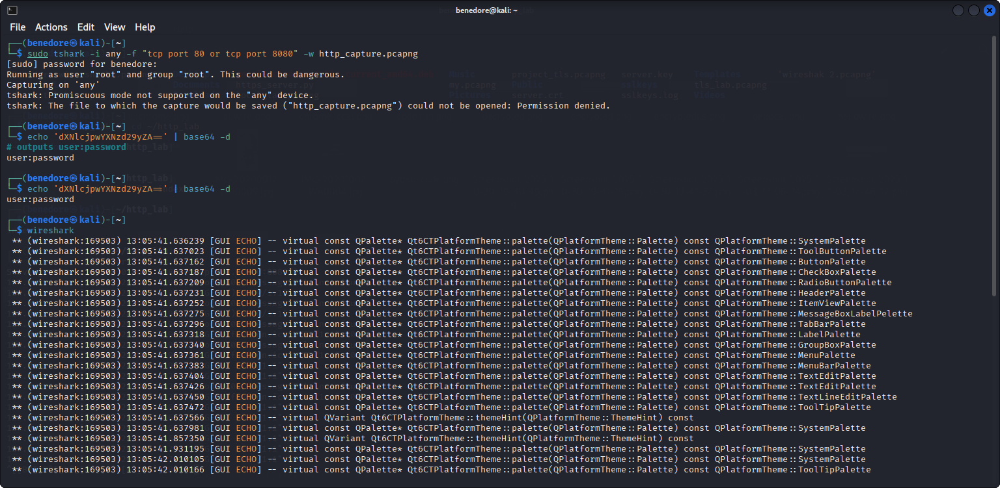 benedore@kali: ~
File Actions Edit View Help
┌──(benedore㉿kali)-[~]
└─$ sudo tshark -i any -f "tcp port 80 or tcp port 8080" -w http_capture.pcapng
[sudo] password for benedore:
Running as user "root" and group "root". This could be dangerous.
Capturing on 'any'
tshark: Promiscuous mode not supported on the "any" device.
tshark: The file to which the capture would be saved ("http_capture.pcapng") could not be opened: Permission denied.
┌──(benedore㉿kali)-[~]
└─$ echo 'dXNlcjpwYXNzd29yZA==' | base64 -d
# outputs user:password
user:password
┌──(benedore㉿kali)-[~]
└─$ echo 'dXNlcjpwYXNzd29yZA==' | base64 -d
user:password
┌──(benedore㉿kali)-[~]
└─$ wireshark
** (wireshark:169503) 13:05:41.636239 [GUI ECHO] -- virtual const QPalette* Qt6CTPlatformTheme::palette(QPlatformTheme::Palette) const QPlatformTheme::SystemPalette
** (wireshark:169503) 13:05:41.637023 [GUI ECHO] -- virtual const QPalette* Qt6CTPlatformTheme::palette(QPlatformTheme::Palette) const QPlatformTheme::ToolButtonPalette
** (wireshark:169503) 13:05:41.637162 [GUI ECHO] -- virtual const QPalette* Qt6CTPlatformTheme::palette(QPlatformTheme::Palette) const QPlatformTheme::ButtonPalette
** (wireshark:169503) 13:05:41.637187 [GUI ECHO] -- virtual const QPalette* Qt6CTPlatformTheme::palette(QPlatformTheme::Palette) const QPlatformTheme::CheckBoxPalette
** (wireshark:169503) 13:05:41.637209 [GUI ECHO] -- virtual const QPalette* Qt6CTPlatformTheme::palette(QPlatformTheme::Palette) const QPlatformTheme::RadioButtonPalette
** (wireshark:169503) 13:05:41.637231 [GUI ECHO] -- virtual const QPalette* Qt6CTPlatformTheme::palette(QPlatformTheme::Palette) const QPlatformTheme::HeaderPalette
** (wireshark:169503) 13:05:41.637252 [GUI ECHO] -- virtual const QPalette* Qt6CTPlatformTheme::palette(QPlatformTheme::Palette) const QPlatformTheme::ItemViewPalette
** (wireshark:169503) 13:05:41.637275 [GUI ECHO] -- virtual const QPalette* Qt6CTPlatformTheme::palette(QPlatformTheme::Palette) const QPlatformTheme::MessageBoxLabelPelette
** (wireshark:169503) 13:05:41.637296 [GUI ECHO] -- virtual const QPalette* Qt6CTPlatformTheme::palette(QPlatformTheme::Palette) const QPlatformTheme::TabBarPalette
** (wireshark:169503) 13:05:41.637318 [GUI ECHO] -- virtual const QPalette* Qt6CTPlatformTheme::palette(QPlatformTheme::Palette) const QPlatformTheme::LabelPalette
** (wireshark:169503) 13:05:41.637340 [GUI ECHO] -- virtual const QPalette* Qt6CTPlatformTheme::palette(QPlatformTheme::Palette) const QPlatformTheme::GroupBoxPalette
** (wireshark:169503) 13:05:41.637361 [GUI ECHO] -- virtual const QPalette* Qt6CTPlatformTheme::palette(QPlatformTheme::Palette) const QPlatformTheme::MenuPalette
** (wireshark:169503) 13:05:41.637383 [GUI ECHO] -- virtual const QPalette* Qt6CTPlatformTheme::palette(QPlatformTheme::Palette) const QPlatformTheme::MenuBarPalette
** (wireshark:169503) 13:05:41.637404 [GUI ECHO] -- virtual const QPalette* Qt6CTPlatformTheme::palette(QPlatformTheme::Palette) const QPlatformTheme::TextEditPalette
** (wireshark:169503) 13:05:41.637426 [GUI ECHO] -- virtual const QPalette* Qt6CTPlatformTheme::palette(QPlatformTheme::Palette) const QPlatformTheme::TextEditPalette
** (wireshark:169503) 13:05:41.637450 [GUI ECHO] -- virtual const QPalette* Qt6CTPlatformTheme::palette(QPlatformTheme::Palette) const QPlatformTheme::TextLineEditPalette
** (wireshark:169503) 13:05:41.637472 [GUI ECHO] -- virtual const QPalette* Qt6CTPlatformTheme::palette(QPlatformTheme::Palette) const QPlatformTheme::ToolTipPalette
** (wireshark:169503) 13:05:41.637566 [GUI ECHO] -- virtual QVariant Qt6CTPlatformTheme::themeHint(QPlatformTheme::ThemeHint) const
** (wireshark:169503) 13:05:41.637981 [GUI ECHO] -- virtual const QPalette* Qt6CTPlatformTheme::palette(QPlatformTheme::Palette) const QPlatformTheme::SystemPalette
** (wireshark:169503) 13:05:41.857350 [GUI ECHO] -- virtual QVariant Qt6CTPlatformTheme::themeHint(QPlatformTheme::ThemeHint) const
** (wireshark:169503) 13:05:41.931195 [GUI ECHO] -- virtual const QPalette* Qt6CTPlatformTheme::palette(QPlatformTheme::Palette) const QPlatformTheme::SystemPalette
** (wireshark:169503) 13:05:42.010105 [GUI ECHO] -- virtual const QPalette* Qt6CTPlatformTheme::palette(QPlatformTheme::Palette) const QPlatformTheme::SystemPalette
** (wireshark:169503) 13:05:42.010166 [GUI ECHO] -- virtual const QPalette* Qt6CTPlatformTheme::palette(QPlatformTheme::Palette) const QPlatformTheme::ToolTipPalette